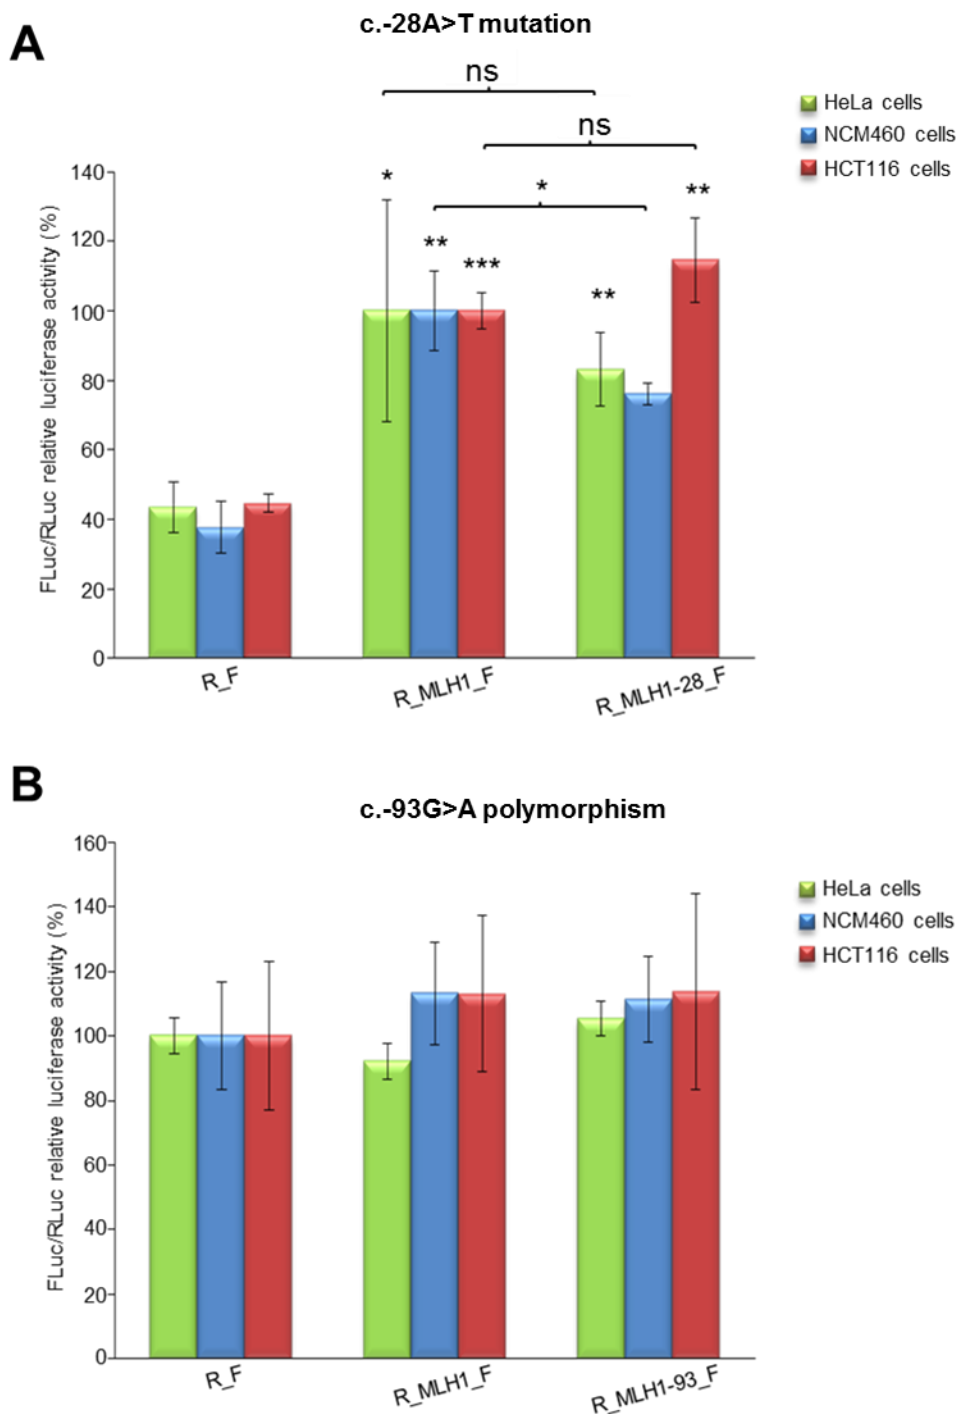 A
c.-28A>T mutation
ns
ns
*
*
**
***
**
**
HeLa cells
NCM460 cells
HCT116 cells
FLuc/RLuc relative luciferase activity (%)
140
120
100
80
60
40
20
0
R_F
R_MLH1_F
R_MLH1-28_F
B
c.-93G>A polymorphism
HeLa cells
NCM460 cells
HCT116 cells
FLuc/RLuc relative luciferase activity (%)
160
140
120
100
80
60
40
20
0
R_F
R_MLH1_F
R_MLH1-93_F